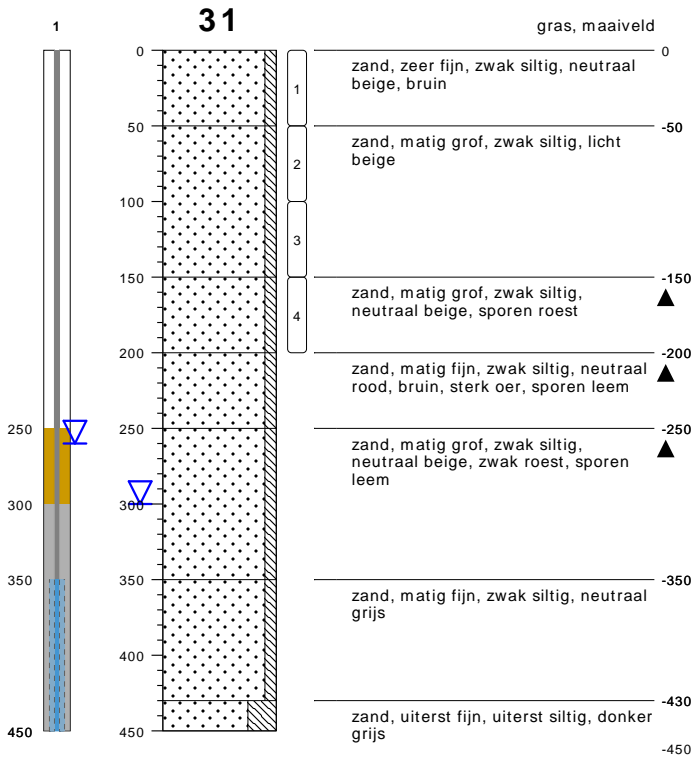 1
31
gras, maaiveld
0
0
1
zand, zeer fijn, zwak siltig, neutraal
beige, bruin
50
-50
2
zand, matig grof, zwak siltig, licht
beige
100
3
150
-150
4
zand, matig grof, zwak siltig,
neutraal beige, sporen roest
200
-200
zand, matig fijn, zwak siltig, neutraal
rood, bruin, sterk oer, sporen leem
250
250
-250
zand, matig grof, zwak siltig,
neutraal beige, zwak roest, sporen
leem
300
300
350
350
-350
zand, matig fijn, zwak siltig, neutraal
grijs
400
-430
zand, uiterst fijn, uiterst siltig, donker
grijs
450
450
-450